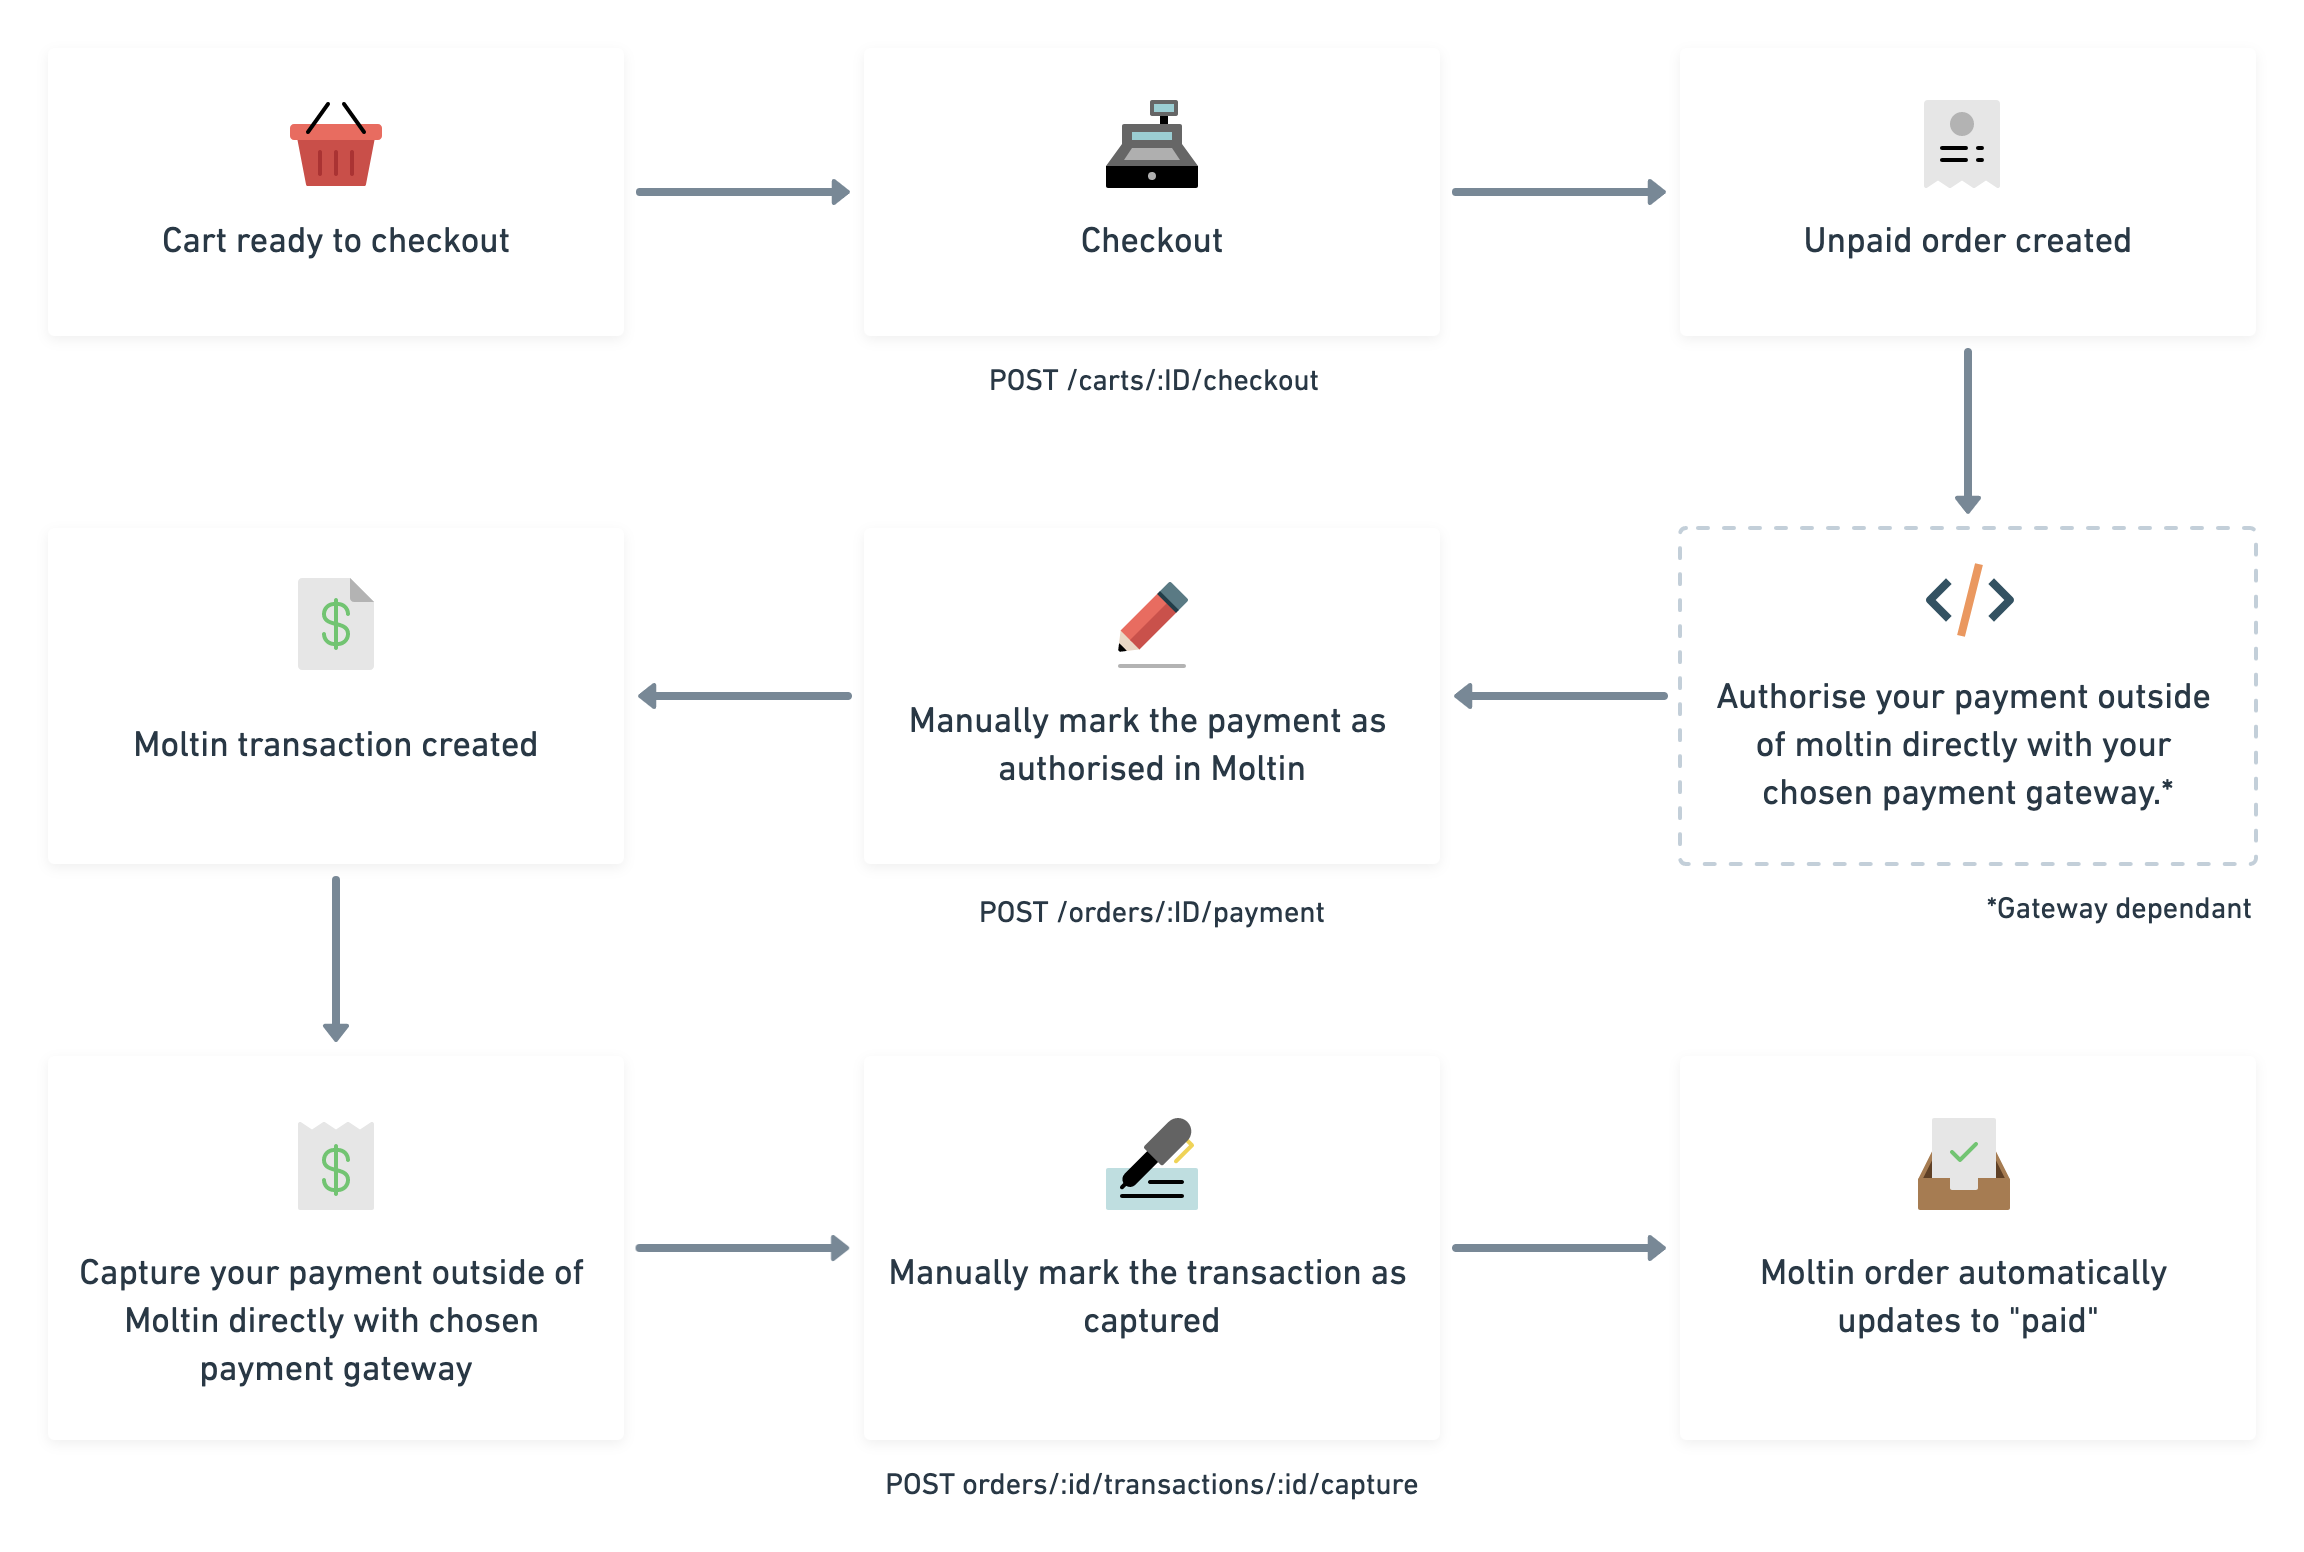 Cart ready to checkout
Checkout
Unpaid order created
POST /carts/:ID/checkout
Authorise your payment outside
of moltin directly with your
chosen payment gateway.*
*Gateway dependant
Manually mark the payment as
authorised in Moltin
POST /orders/:ID/payment
$
Moltin transaction created
$
Capture your payment outside of
Moltin directly with chosen
payment gateway
Manually mark the transaction as
captured
POST orders/:id/transactions/:id/capture
Moltin order automatically
updates to "paid"